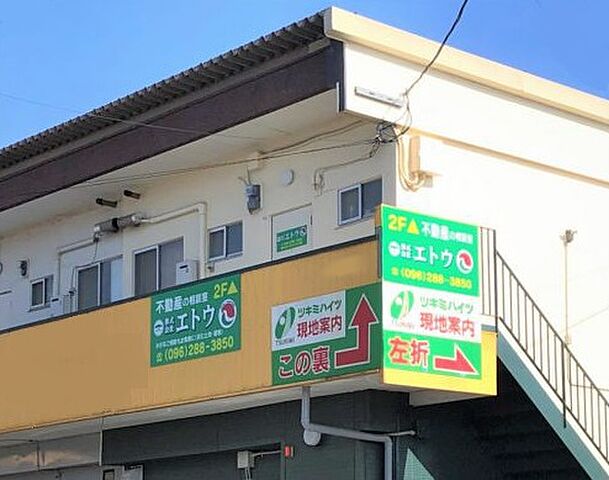 不動産の相談室 2F▲
株式会社 エトウ
(096)288-3850
ツキミハイツ
現地案内
この裏
2F▲ 不動産の相談室
株式会社 エトウ
(096)288-3850
ツキミハイツ
現地案内
左折
エトウ